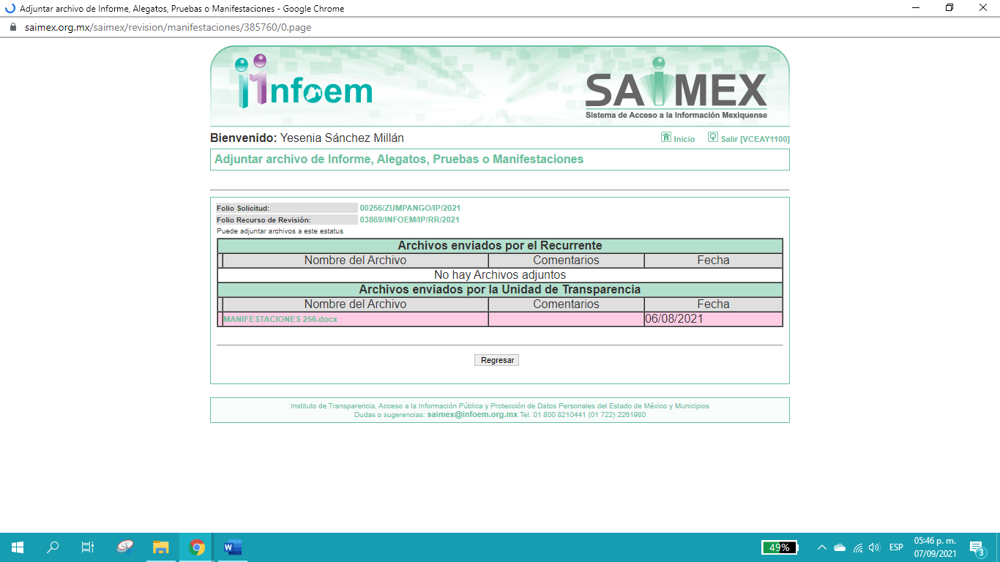 Adjuntar archivo de Informe, Alegatos, Pruebas o Manifestaciones - Google Chrome
saimex.org.mx/saimex/revision/manifestaciones/385760/0.page
infoem
SAIMEX
Sistema de Acceso a la Información Mexiquense
Bienvenido: Yesenia Sánchez Millán
Inicio Salir [VCEAY1100]
Adjuntar archivo de Informe, Alegatos, Pruebas o Manifestaciones
Folio Solicitud: 00256/ZUMPANGO/IP/2021
Folio Recurso de Revisión: 03869/INFOEM/IP/RR/2021
Puede adjuntar archivos a este estatus
Archivos enviados por el Recurrente
Nombre del Archivo Comentarios Fecha
No hay Archivos adjuntos
Archivos enviados por la Unidad de Transparencia
Nombre del Archivo Comentarios Fecha
MANIFESTACIONES 256.docx 06/08/2021
Regresar
Instituto de Transparencia, Acceso a la Información Pública y Protección de Datos Personales del Estado de México y Municipios
Dudas o sugerencias: saimex@infoem.org.mx Tel. 01 800 8210441 (01 722) 2261980
49%
ESP
05:46 p. m.
07/09/2021
3